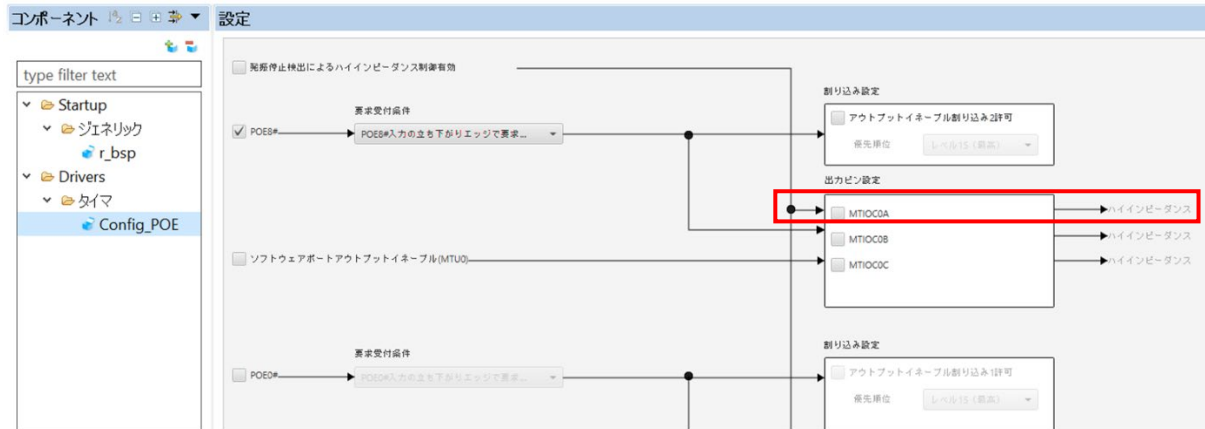 コンポーネント
設定
type filter text
Startup
ジェネリック
r_bsp
Drivers
タイマ
Config_POE
発振停止検出によるハイインピーダンス制御有効
要求受付条件
POE8#
POE8#入力の立ち下がりエッジで要求...
割り込み設定
アウトプットイネーブル割り込み2許可
優先順位
レベル15 (最高)
出力ピン設定
MTIOC0A
ハイインピーダンス
MTIOC0B
ハイインピーダンス
ソフトウェアポートアウトプットイネーブル(MTU0)
MTIOC0C
ハイインピーダンス
要求受付条件
POE0#
POE0#入力の立ち下がりエッジで要求...
割り込み設定
アウトプットイネーブル割り込み1許可
優先順位
レベル15 (最高)